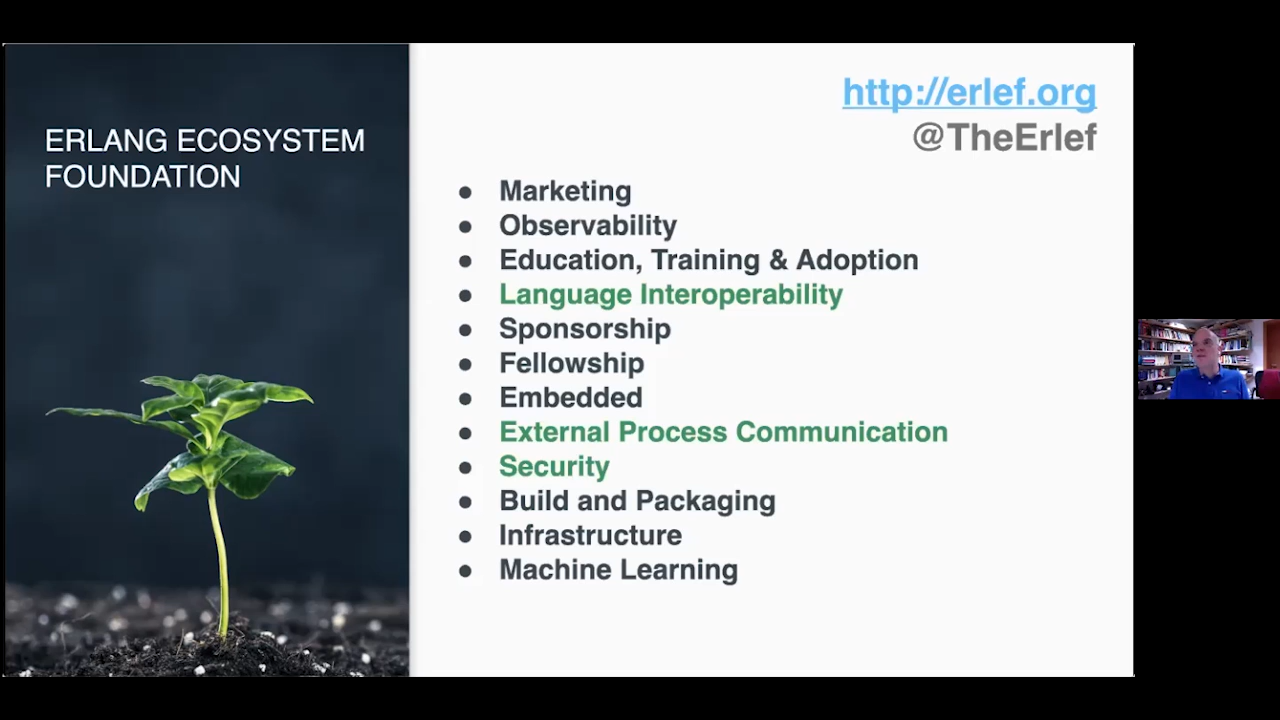 ERLANG ECOSYSTEM
FOUNDATION
http://erlef.org
@TheErlef
● Marketing
● Observability
● Education, Training & Adoption
● Language Interoperability
● Sponsorship
● Fellowship
● Embedded
● External Process Communication
● Security
● Build and Packaging
● Infrastructure
● Machine Learning